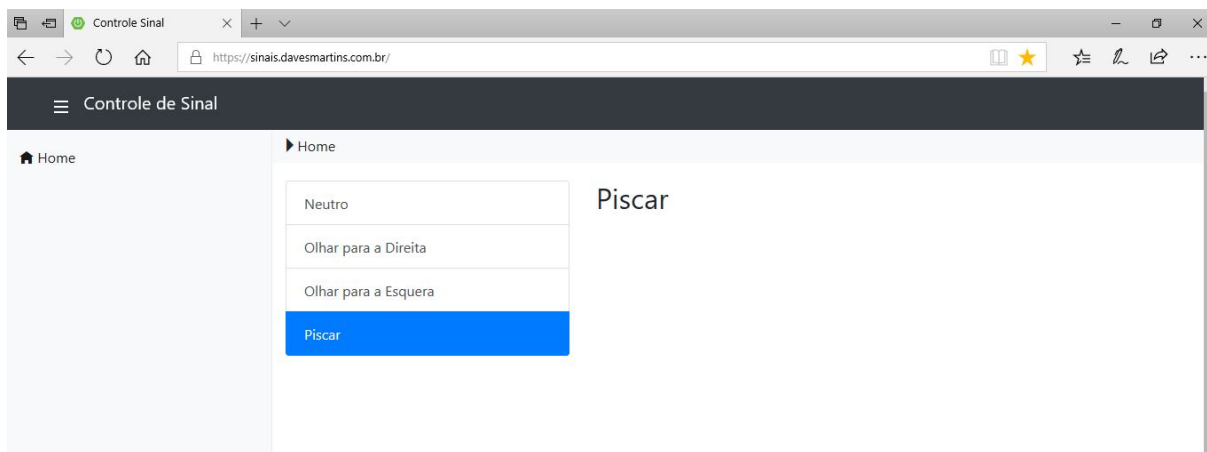 Controle Sinal
https://sinais.davesmartins.com.br/
Controle de Sinal
Home
Home
Neutro
Olhar para a Direita
Olhar para a Esquera
Piscar
Piscar